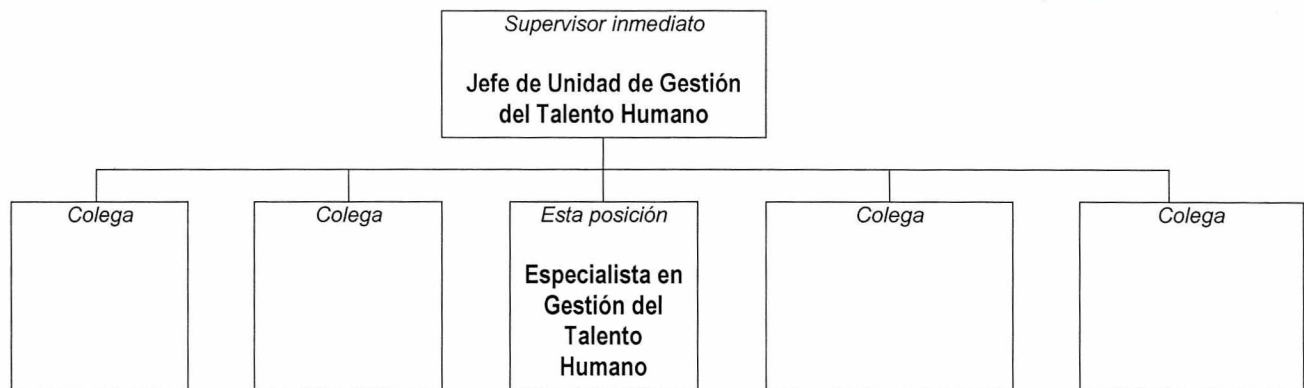 Supervisor inmediato
Jefe de Unidad de Gestión
del Talento Humano
Colega
Colega
Esta posición
Especialista en
Gestión del
Talento
Humano
Colega
Colega